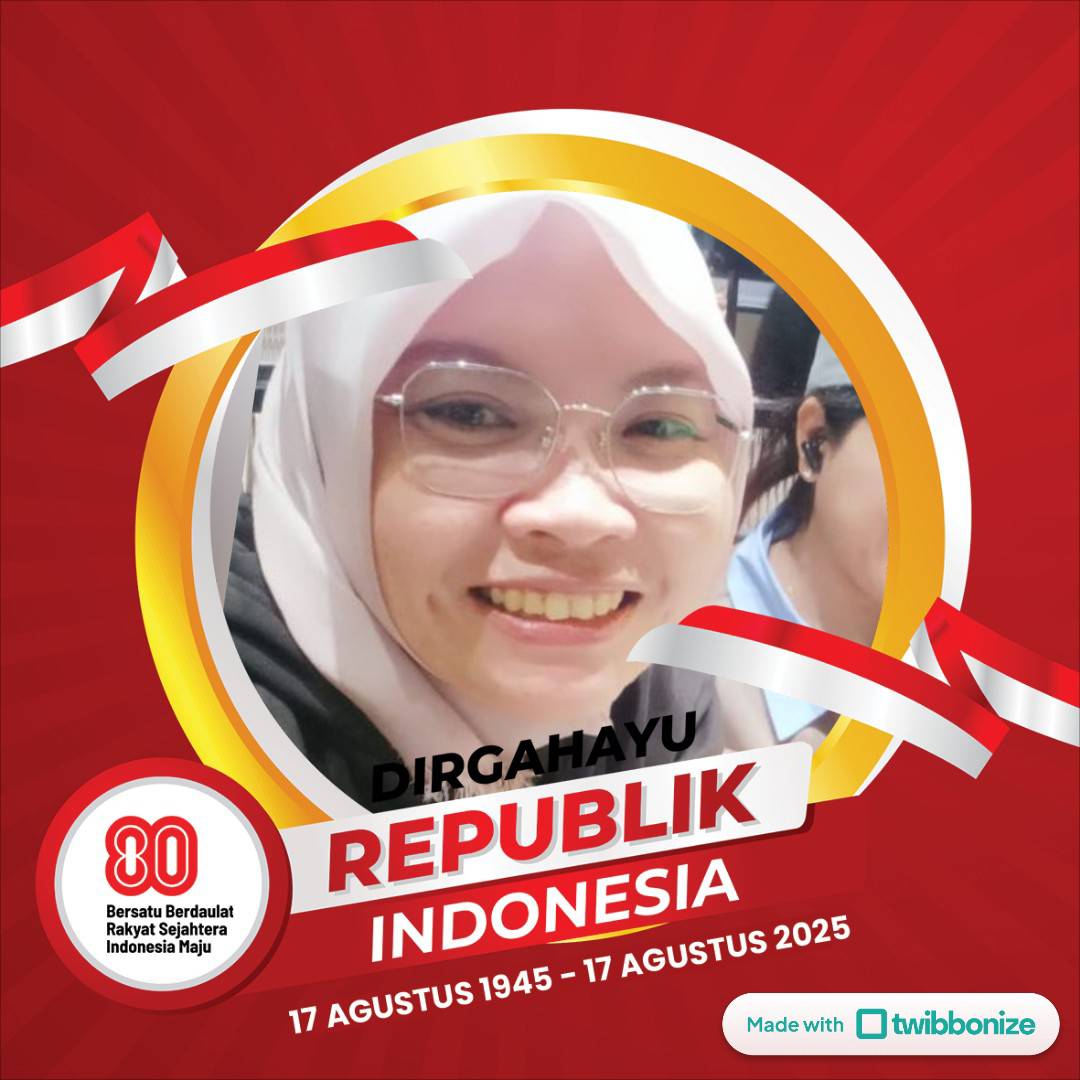 DIRGAHAYU
REPUBLIK
INDONESIA
17 AGUSTUS 1945 - 17 AGUSTUS 2025
80
Bersatu Berdaulat
Rakyat Sejahtera
Indonesia Maju
Made with twibbonize